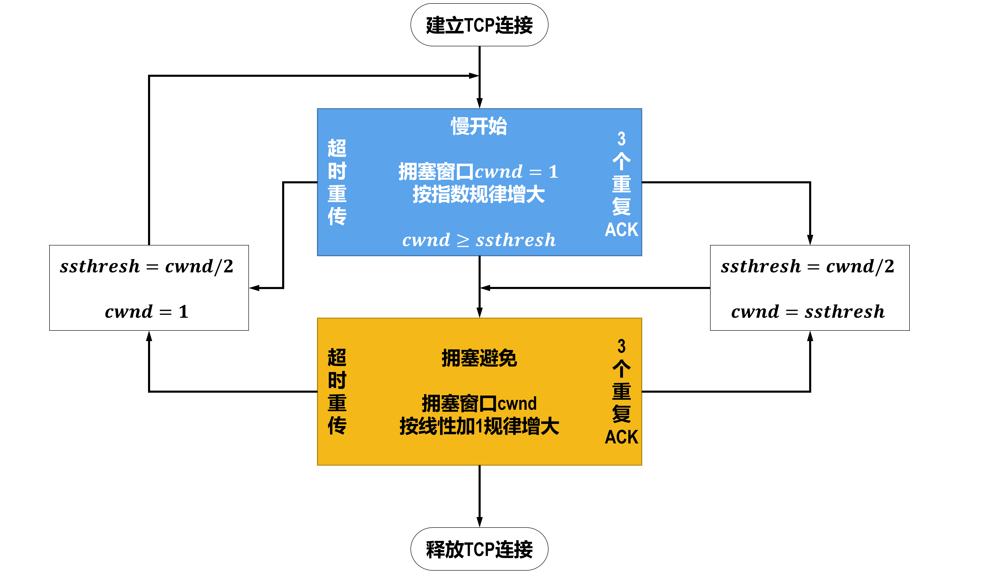 建立TCP连接
慢开始
超时重传
拥塞窗口cwnd = 1
按指数规律增大
cwnd ≥ ssthresh
3个重复ACK
ssthresh = cwnd/2
cwnd = 1
ssthresh = cwnd/2
cwnd = ssthresh
超时重传
拥塞避免
拥塞窗口cwnd
按线性加1规律增大
3个重复ACK
释放TCP连接